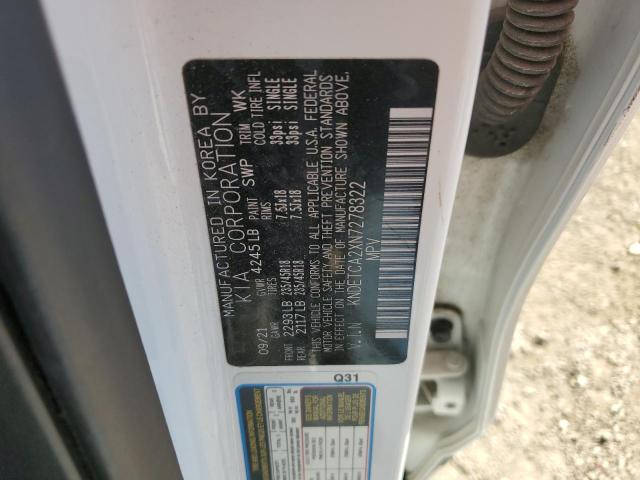 MANUFACTURED IN KOREA BY
KIA CORPORATION
09/21 GVWR 4245LB PAINT SWP TRIM WK
GAWR TIRES RIMS COLD TIRE INFL
FRONT 2293LB 235/45R18 7.5Jx18 33psi SINGLE
REAR 2117LB 235/45R18 7.5Jx18 33psi SINGLE
THIS VEHICLE CONFORMS TO ALL APPLICABLE U.S.A. FEDERAL
MOTOR VEHICLE SAFETY AND THEFT PREVENTION STANDARDS
IN EFFECT ON THE DATE OF MANUFACTURE SHOWN ABOVE.
V.I.N KNDETCA2XN7278322
MPV
Q31